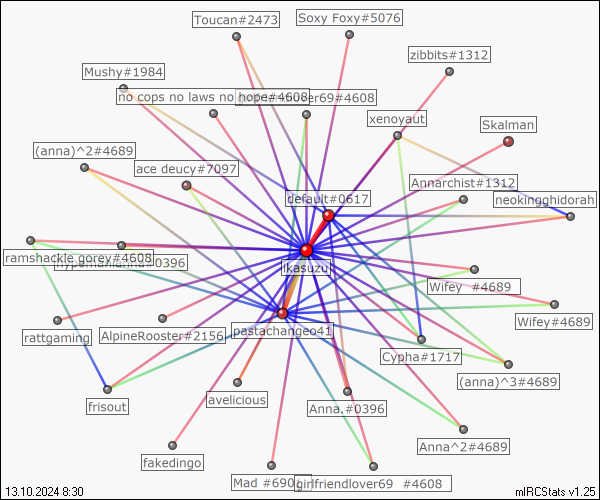 Toucan#2473
Soxy Foxy#5076
zibbits#1312
Mushy#1984
no cops no laws no hope#4608
#4608
xenoyaut
Skalman
(anna)^2#4689
ace deucy#7097
Annarchist#1312
default#0617
neokingghidorah
ramshackle gorey#4608
#0396
ikasuzuj
Wifey #4689
Wifey#4689
rattgaming
AlpineRooster#2156
pastachangeo41
Cypha#1717
(anna)^3#4689
frisout
avelicious
Anna.#0396
Anna^2#4689
fakedingo
Mad #690
girlfriendlover69 #4608
13.10.2024 8:30
mIRCStats v1.25